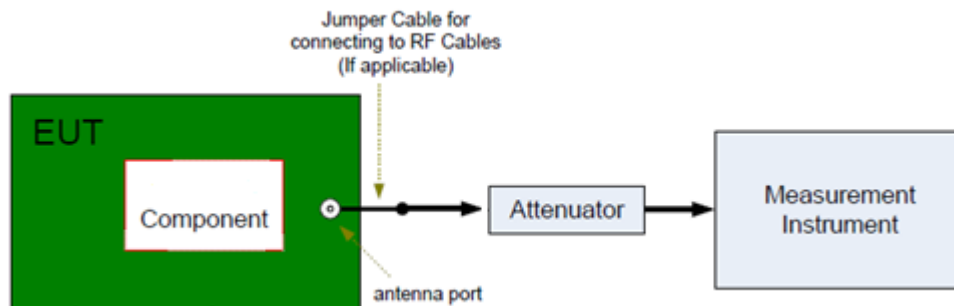 Jumper Cable for
connecting to RF Cables
(If applicable)
EUT
Component
Attenuator
Measurement
Instrument
antenna port